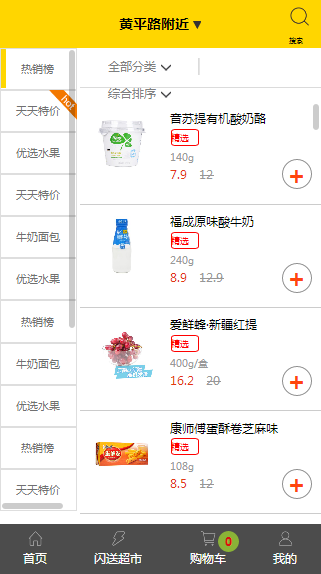 黄平路附近▼
搜索
热销榜
天天特价
hot
优选水果
天天特价
牛奶面包
优选水果
热销榜
牛奶面包
优选水果
热销榜
天天特价
全部分类
综合排序
音苏提有机酸奶酪
精选
140g
7.9 12
+
福成原味酸牛奶
精选
240g
8.9 12.9
+
爱鲜蜂·新疆红提
精选
400g/盒
16.2 20
+
康师傅蛋酥卷芝麻味
精选
108g
8.5 12
+
首页
闪送超市
购物车
0
我的